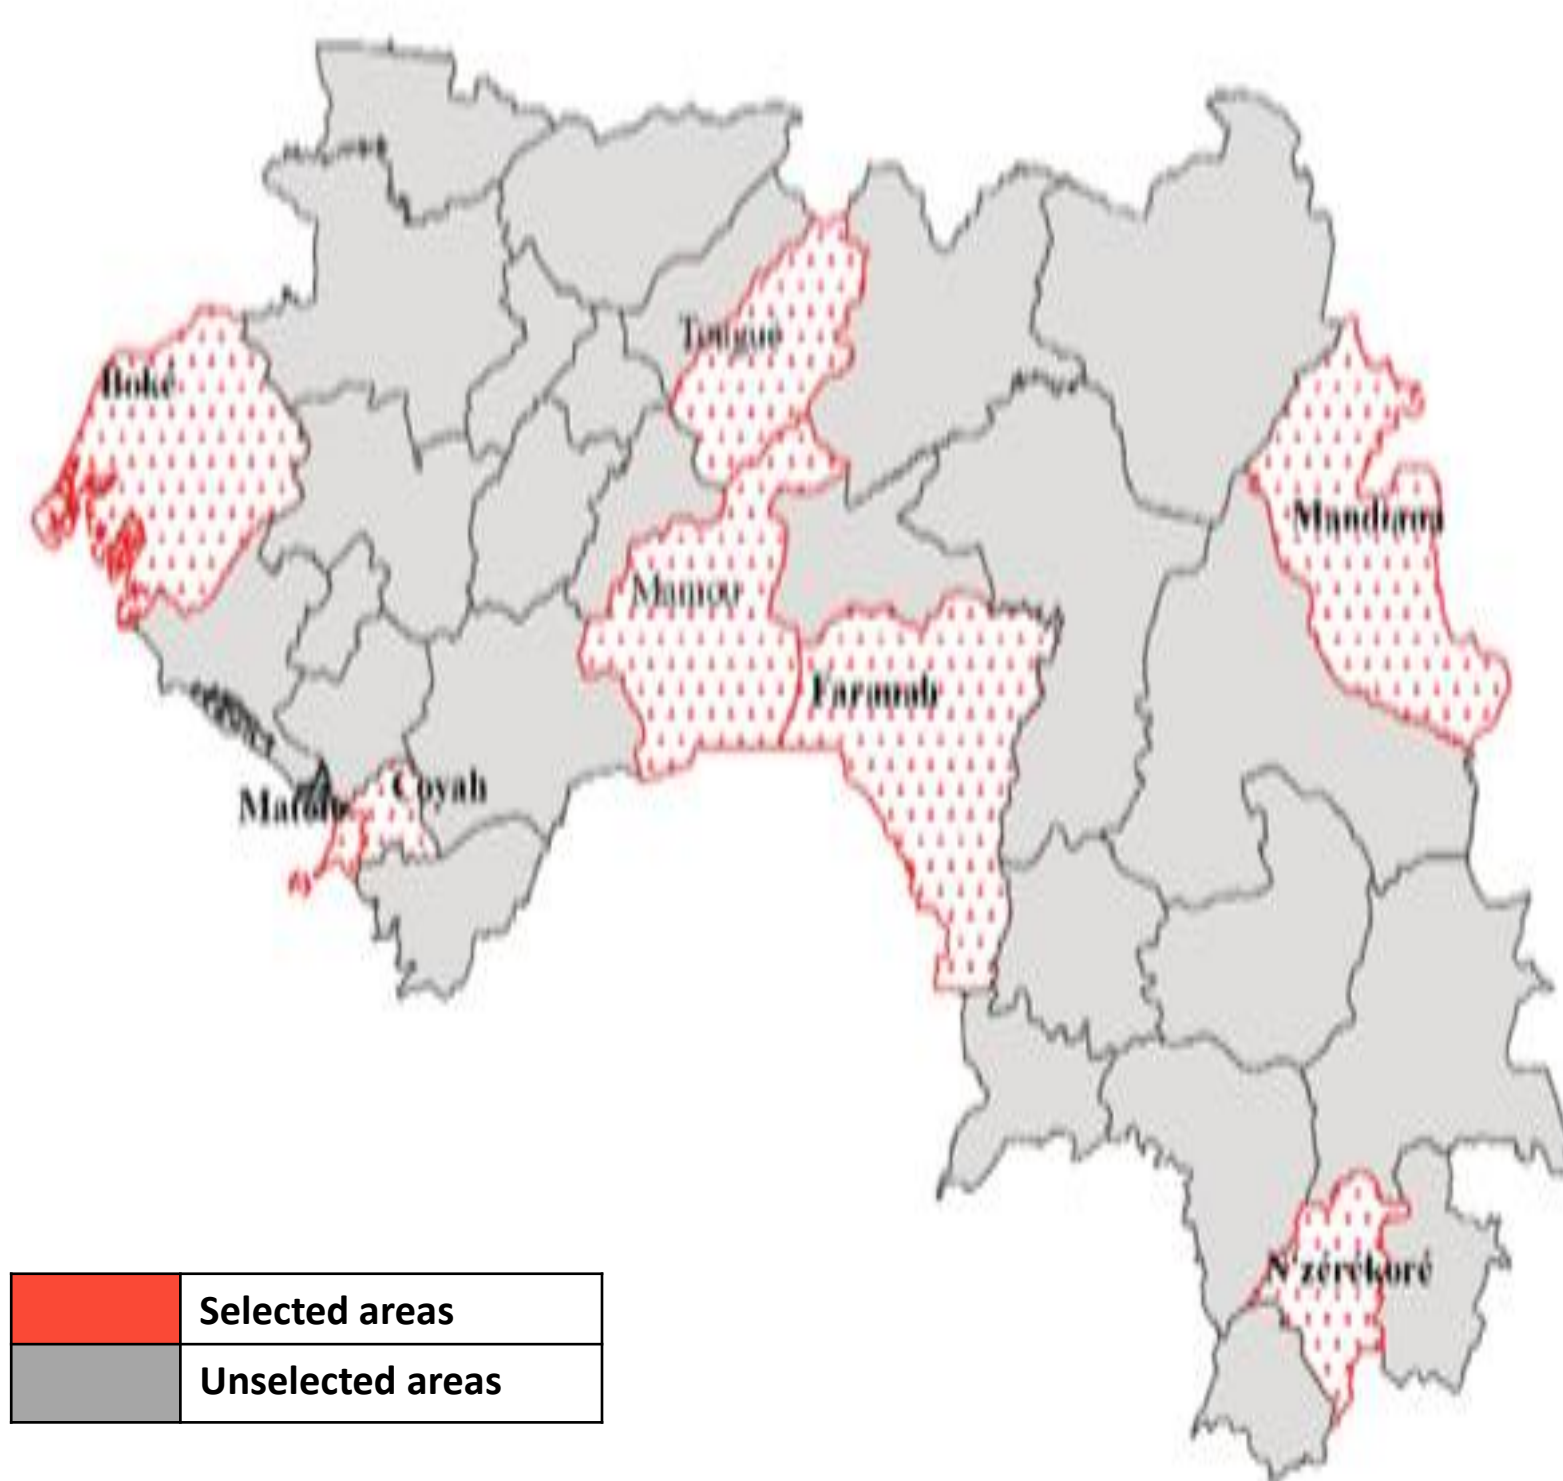 Tougué
Boké
Mandiana
Mamou
Faranah
Coyah
N'zérékoré
Selected areas
Unselected areas